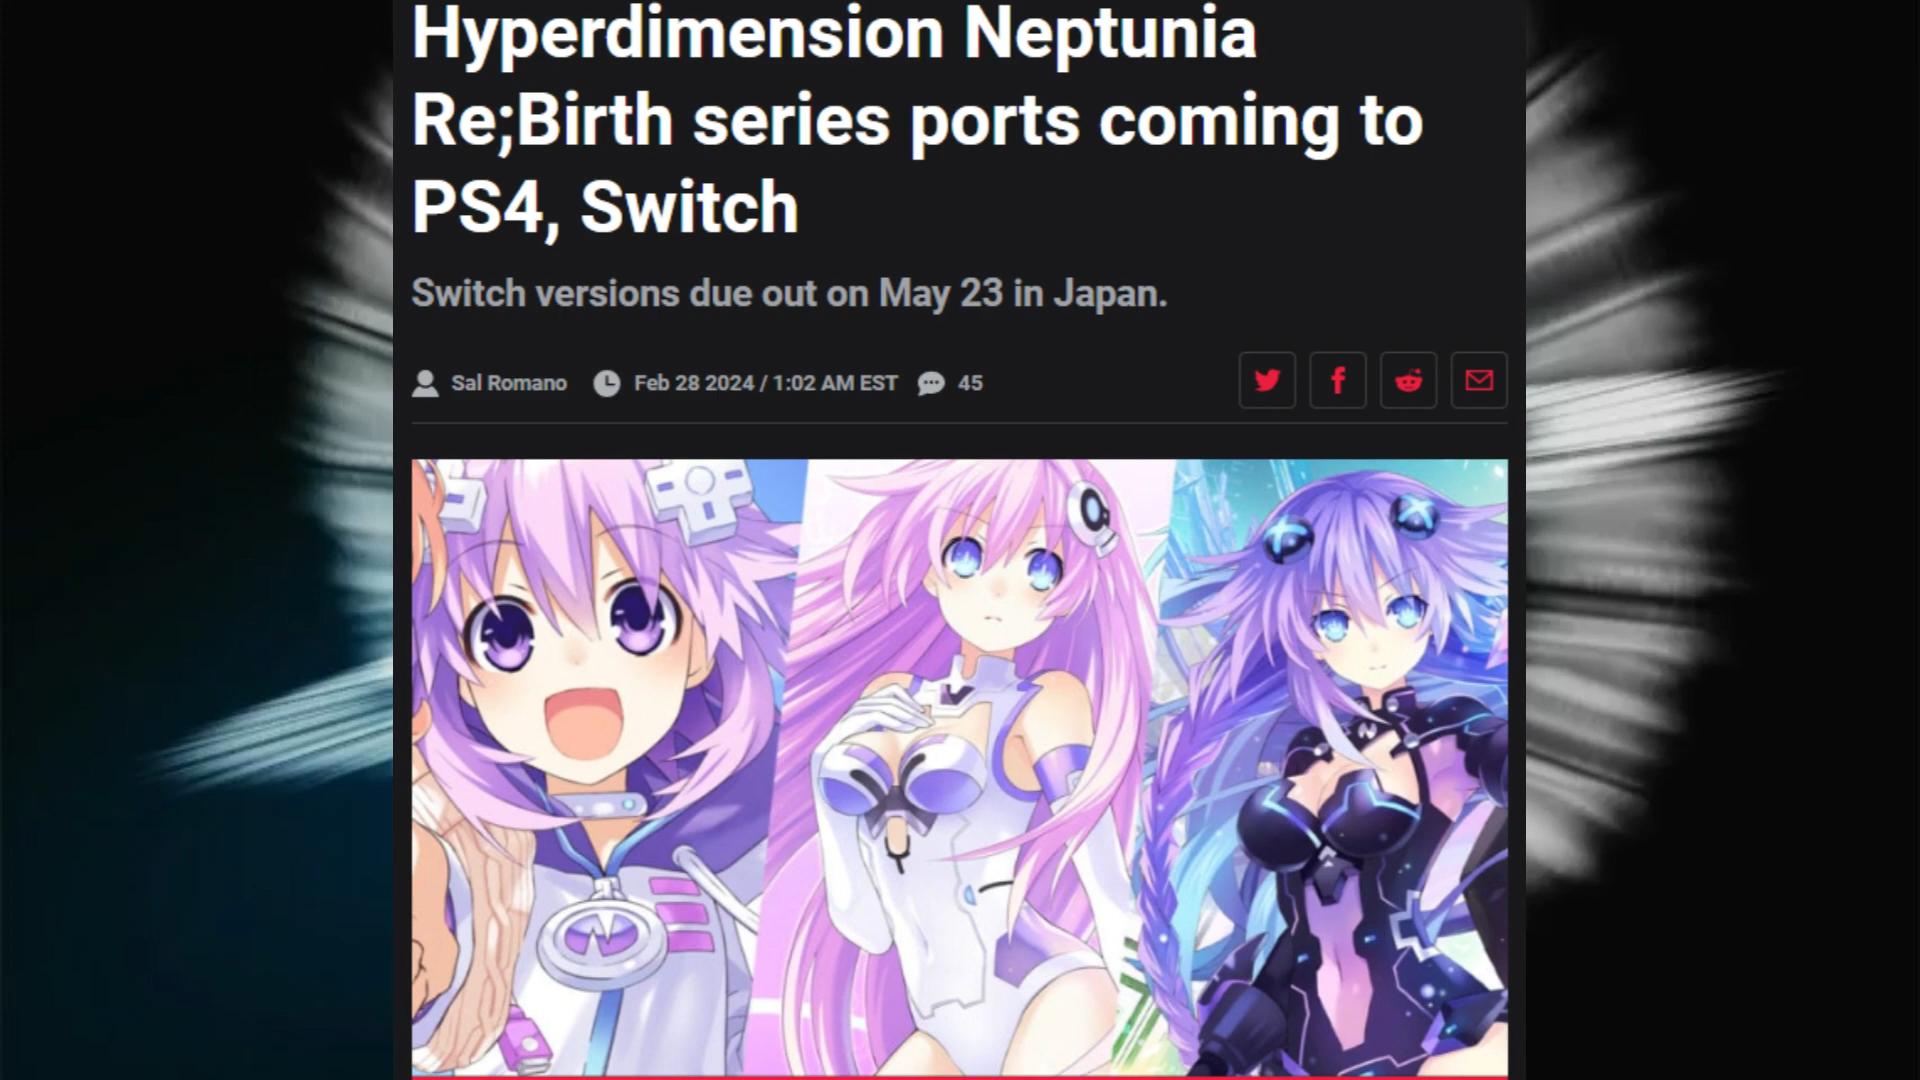 Hyperdimension Neptunia
Re;Birth series ports coming to
PS4, Switch
Switch versions due out on May 23 in Japan.
Sal Romano Feb 28 2024 / 1:02 AM EST 45